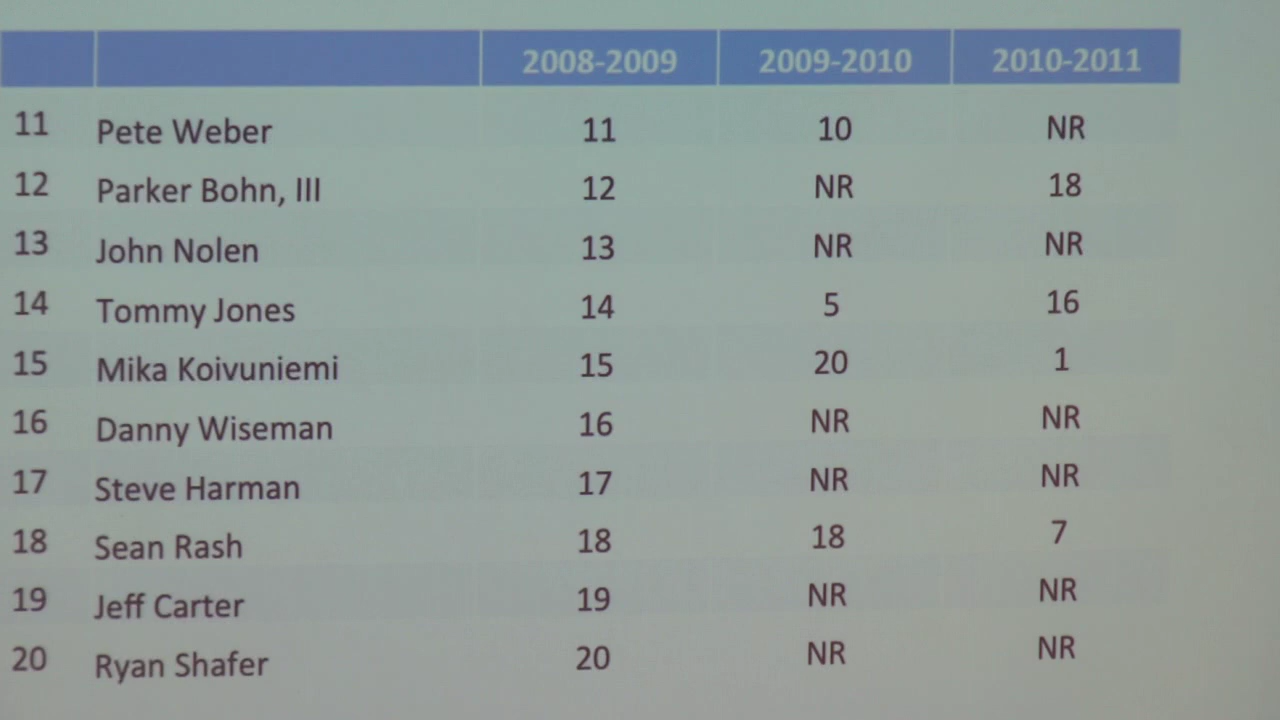 2008-2009 2009-2010 2010-2011
11 Pete Weber 11 10 NR
12 Parker Bohn, III 12 NR 18
13 John Nolen 13 NR NR
14 Tommy Jones 14 5 16
15 Mika Koivuniemi 15 20 1
16 Danny Wiseman 16 NR NR
17 Steve Harman 17 NR NR
18 Sean Rash 18 18 7
19 Jeff Carter 19 NR NR
20 Ryan Shafer 20 NR NR